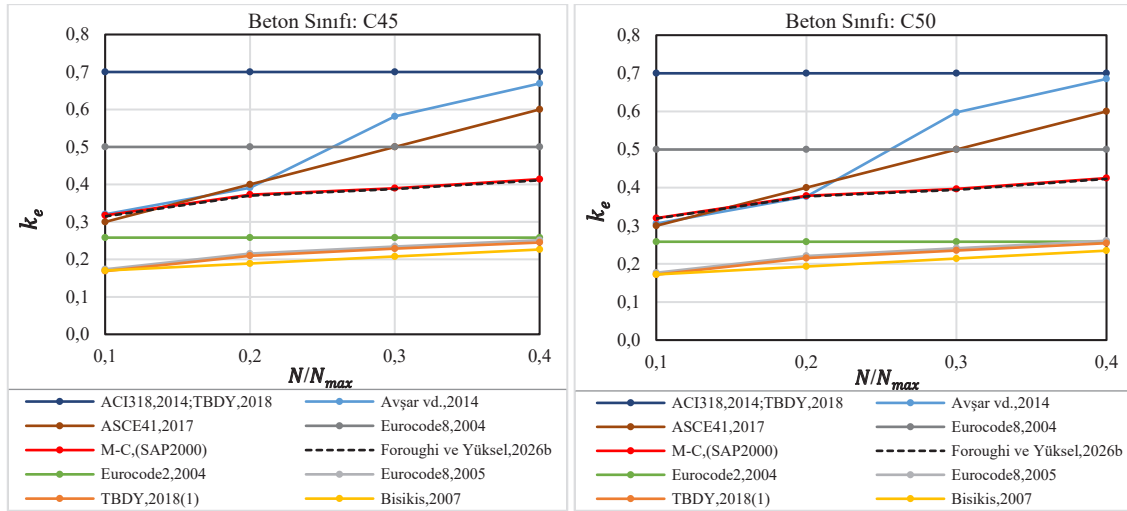 Beton Sınıfı: C45
0,8
0,7
0,6
0,5
0,4
0,3
0,2
0,1
0,0
k_e
0,1 0,2 0,3 0,4
N/N_max
ACI318,2014;TBDY,2018 Avşar vd.,2014
ASCE41,2017 Eurocode8,2004
M-C,(SAP2000) Foroughi ve Yüksel,2026b
Eurocode2,2004 Eurocode8,2005
TBDY,2018(1) Bisikis,2007
Beton Sınıfı: C50
0,8
0,7
0,6
0,5
0,4
0,3
0,2
0,1
0,0
k_e
0,1 0,2 0,3 0,4
N/N_max
ACI318,2014;TBDY,2018 Avşar vd.,2014
ASCE41,2017 Eurocode8,2004
M-C,(SAP2000) Foroughi ve Yüksel,2026b
Eurocode2,2004 Eurocode8,2005
TBDY,2018(1) Bisikis,2007